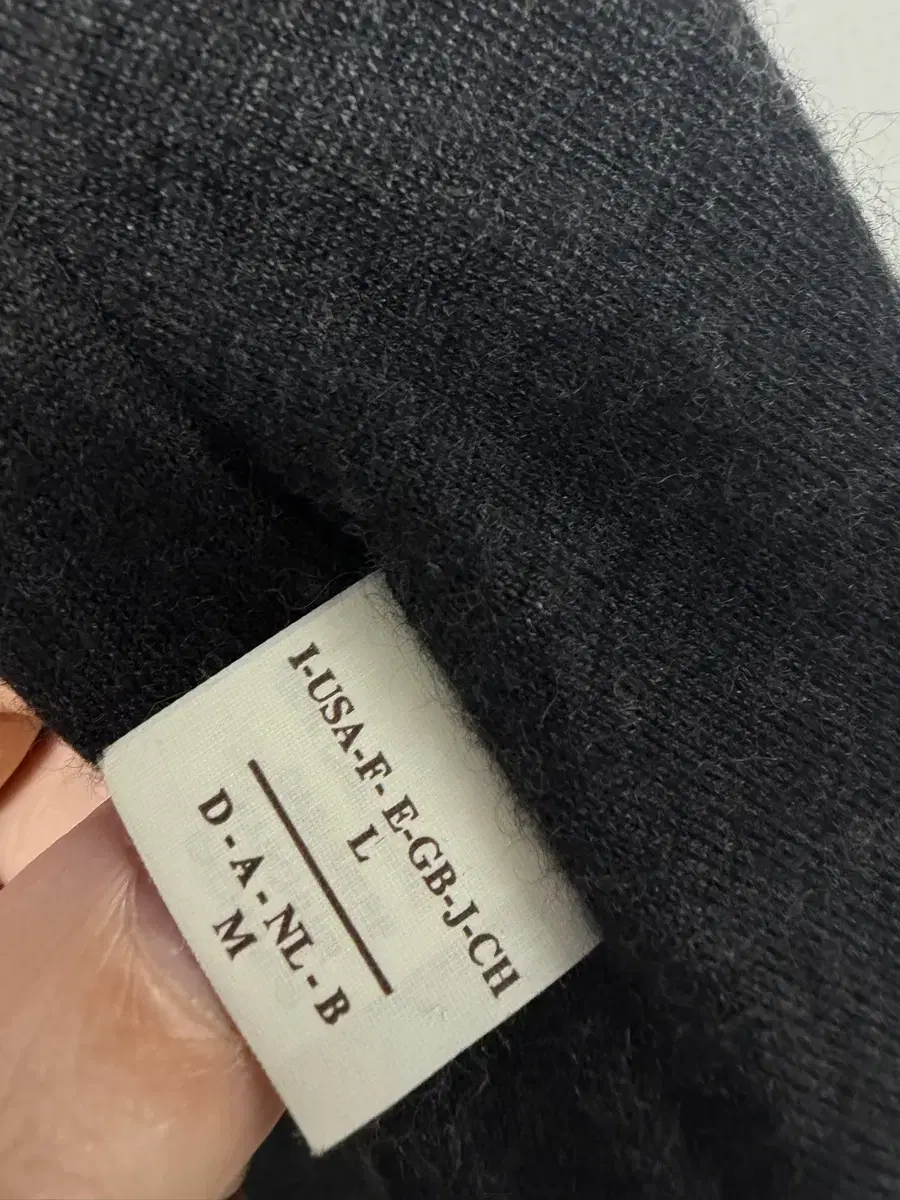 I-USA-F- E-GB-J-CH
L
D - A - NL - B
M